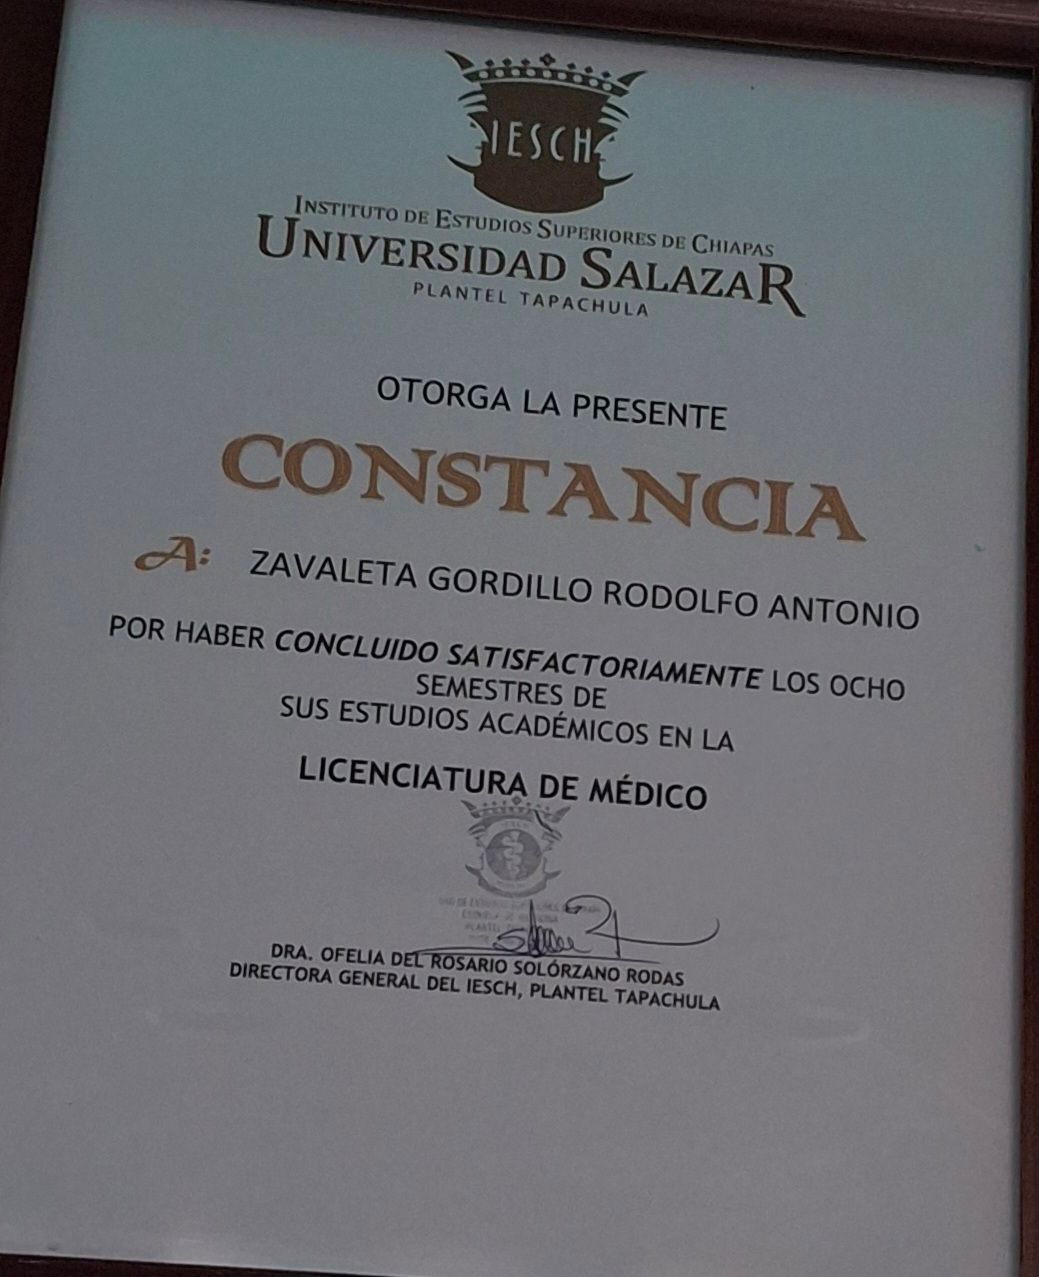 IESCH
INSTITUTO DE ESTUDIOS SUPERIORES DE CHIAPAS
UNIVERSIDAD SALAZAR
PLANTEL TAPACHULA
OTORGA LA PRESENTE
CONSTANCIA
A: ZAVALETA GORDILLO RODOLFO ANTONIO
POR HABER CONCLUIDO SATISFACTORIAMENTE LOS OCHO
SEMESTRES DE
SUS ESTUDIOS ACADÉMICOS EN LA
LICENCIATURA DE MÉDICO
DRA. OFELIA DEL ROSARIO SOLÓRZANO RODAS
DIRECTORA GENERAL DEL IESCH, PLANTEL TAPACHULA